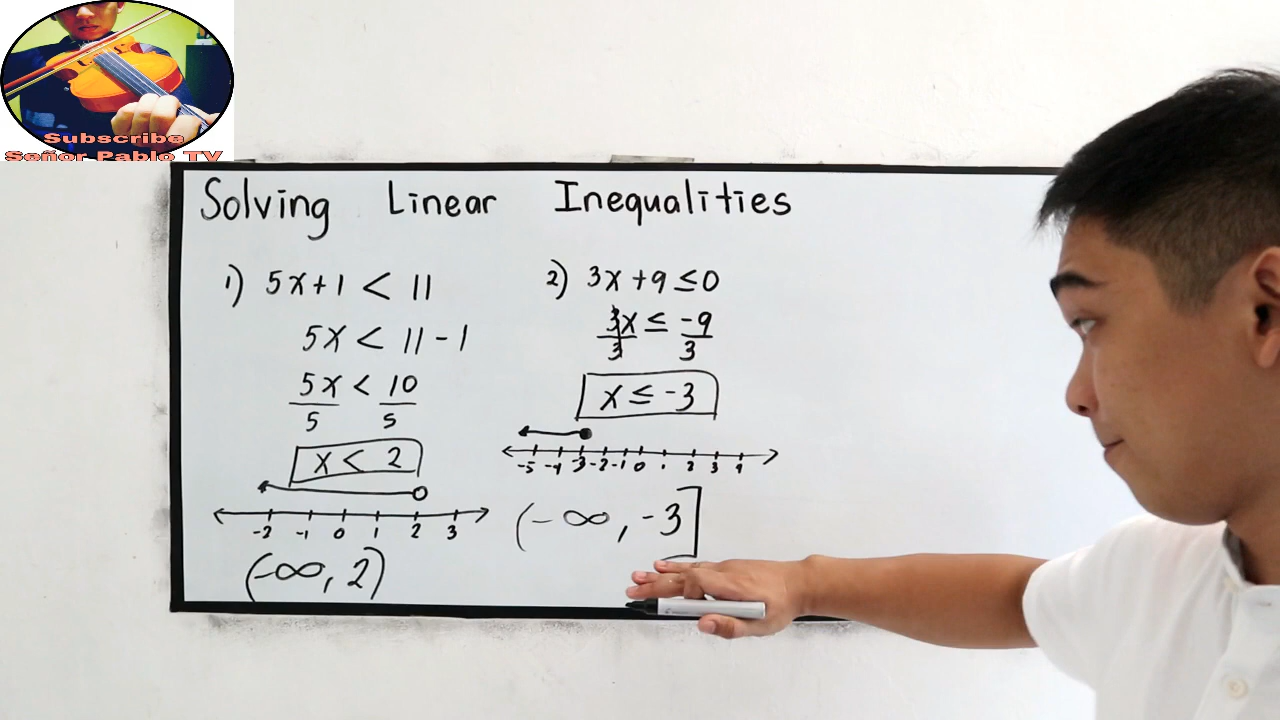 Subscribe
Señor Pablo TV
Solving Linear Inequalities
1) 5x+1 < 11
5x < 11 - 1
5x < 10
5 5
x < 2
-2 -1 0 1 2 3
(-∞, 2)
2) 3x +9 ≤ 0
3x ≤ -9
3 3
x ≤ -3
-5 -4 -3 -2 -1 0 1 2 3 4
(-∞, -3]